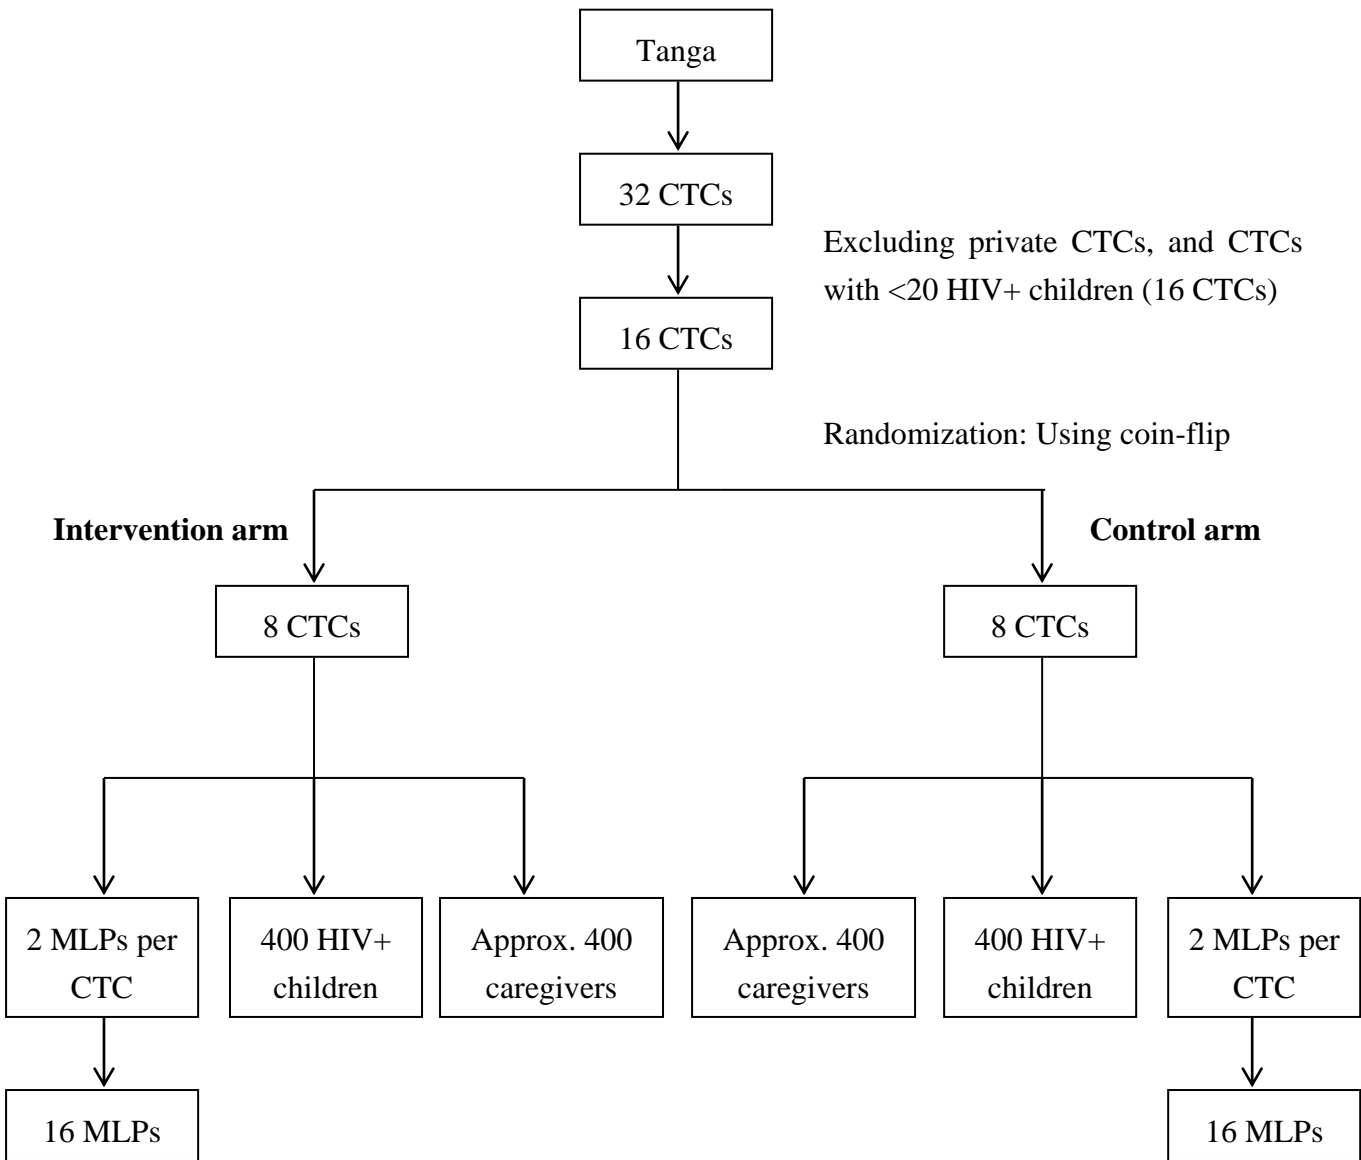 Tanga
32 CTCs
Excluding private CTCs, and CTCs
with <20 HIV+ children (16 CTCs)
16 CTCs
Randomization: Using coin-flip
Intervention arm
Control arm
8 CTCs
8 CTCs
2 MLPs per
CTC
400 HIV+
children
Approx. 400
caregivers
Approx. 400
caregivers
400 HIV+
children
2 MLPs per
CTC
16 MLPs
16 MLPs